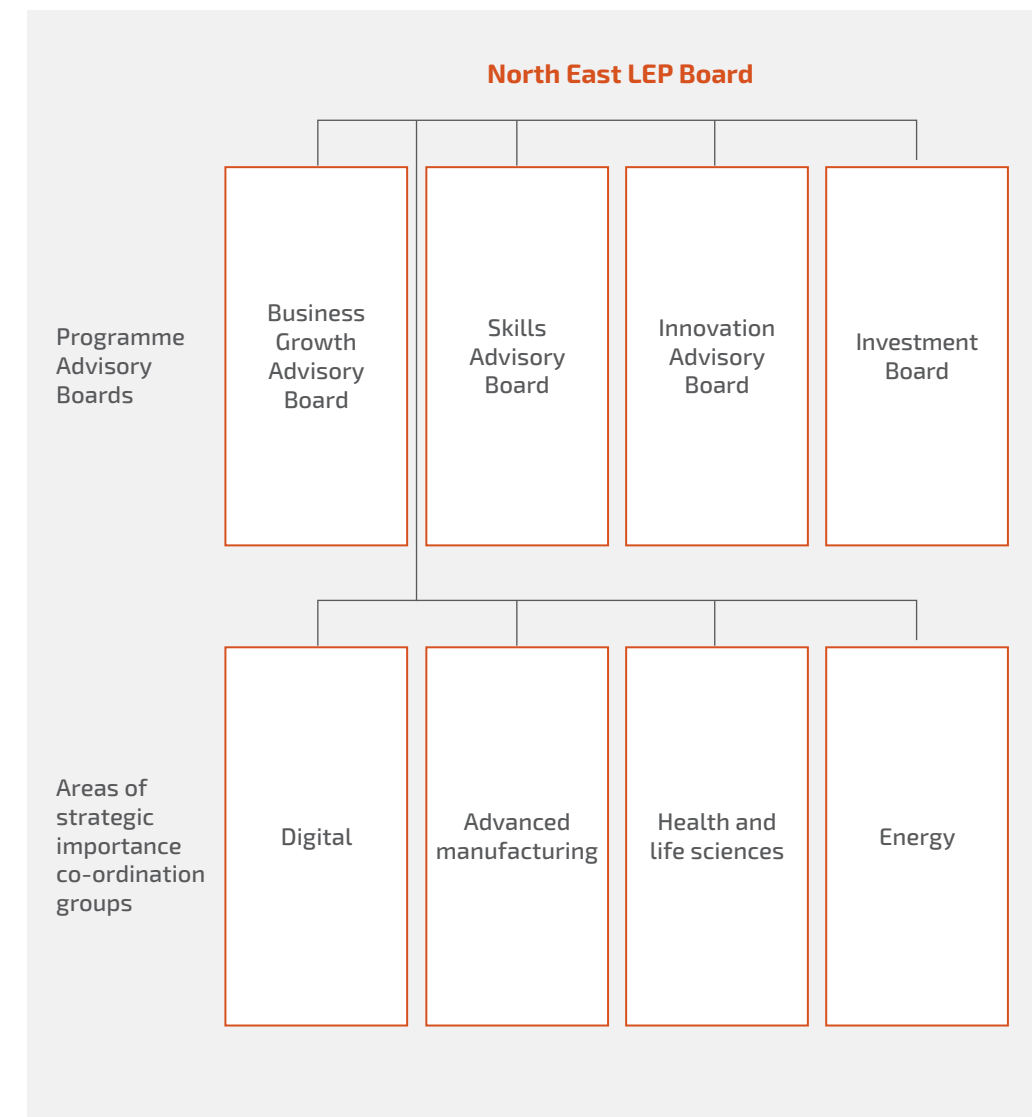 North East LEP Board
Programme
Advisory
Boards
Business
Growth
Advisory
Board
Skills
Advisory
Board
Innovation
Advisory
Board
Investment
Board
Areas of
strategic
importance
co-ordination
groups
Digital
Advanced
manufacturing
Health and
life sciences
Energy